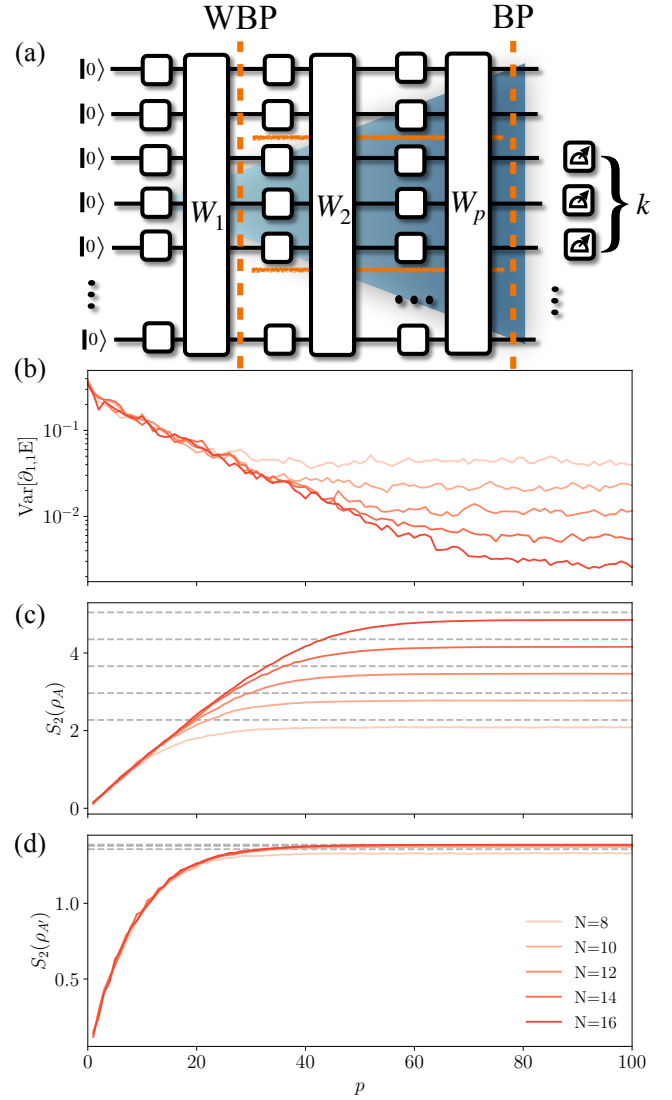 WBP BP
(a)
|0⟩
|0⟩
|0⟩
|0⟩
|0⟩
|0⟩
W₁ W₂ Wₚ
k
(b)
Var[∂₁,₁E]
10⁻¹
10⁻²
(c)
S₂(ρ_A)
4
2
0
(d)
S₂(ρ_A′)
1.0
0.5
N=8
N=10
N=12
N=14
N=16
0 20 40 60 80 100
p